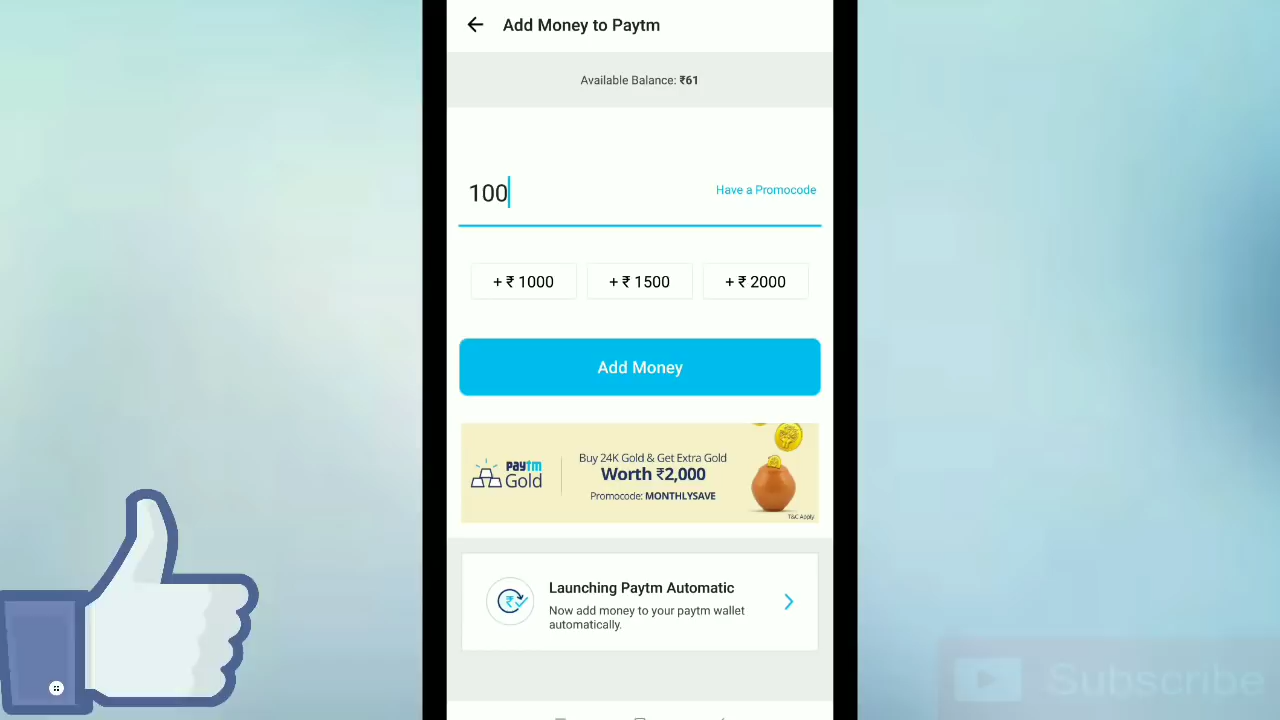 Add Money to Paytm
Available Balance: ₹61
100
Have a Promocode
+ ₹ 1000
+ ₹ 1500
+ ₹ 2000
Add Money
paytm
Gold
Buy 24K Gold & Get Extra Gold
Worth ₹2,000
Promocode: MONTHLYSAVE
T&C Apply
Launching Paytm Automatic
Now add money to your paytm wallet
automatically.
Subscribe